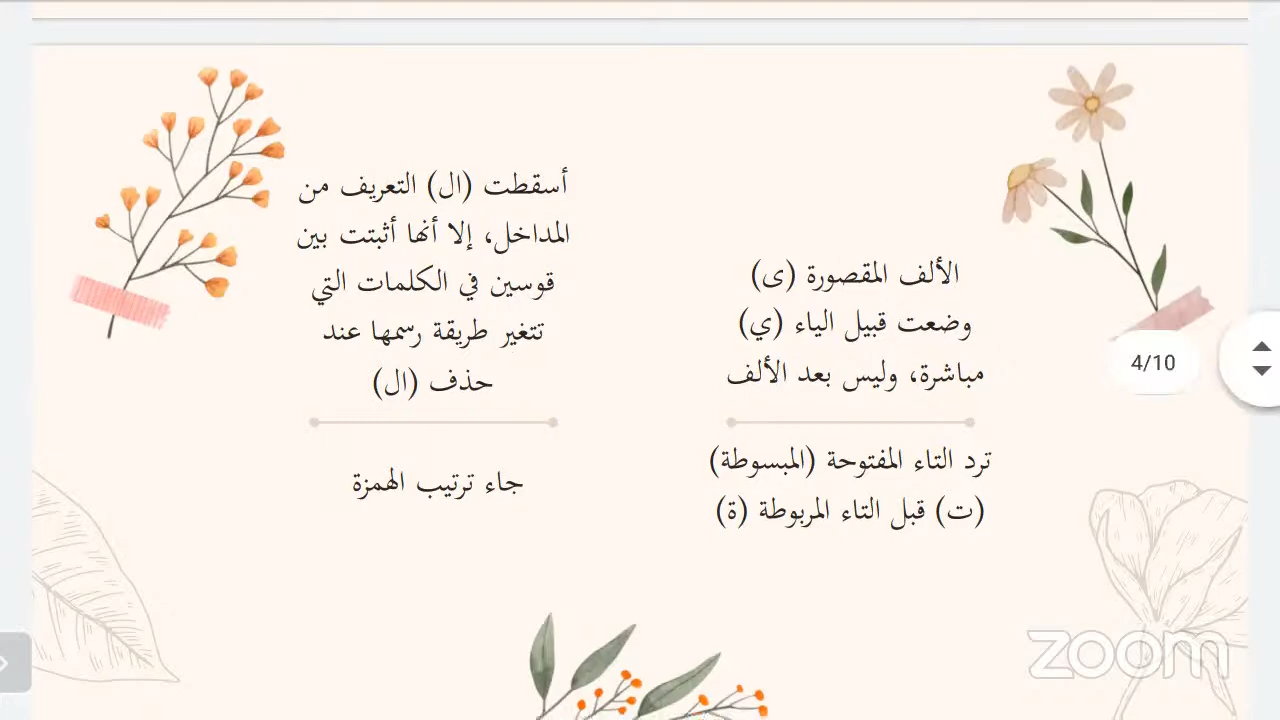 الألف المقصورة (ى)
وضعت قبيل الياء (ي)
مباشرة، وليس بعد الألف
ترد التاء المفتوحة (المبسوطة)
(ت) قبل التاء المربوطة (ة)
أسقطت (ال) التعريف من
المداخل، إلا أنها أثبتت بين
قوسين في الكلمات التي
تتغير طريقة رسمها عند
حذف (ال)
جاء ترتيب الهمزة
4/10
zoom